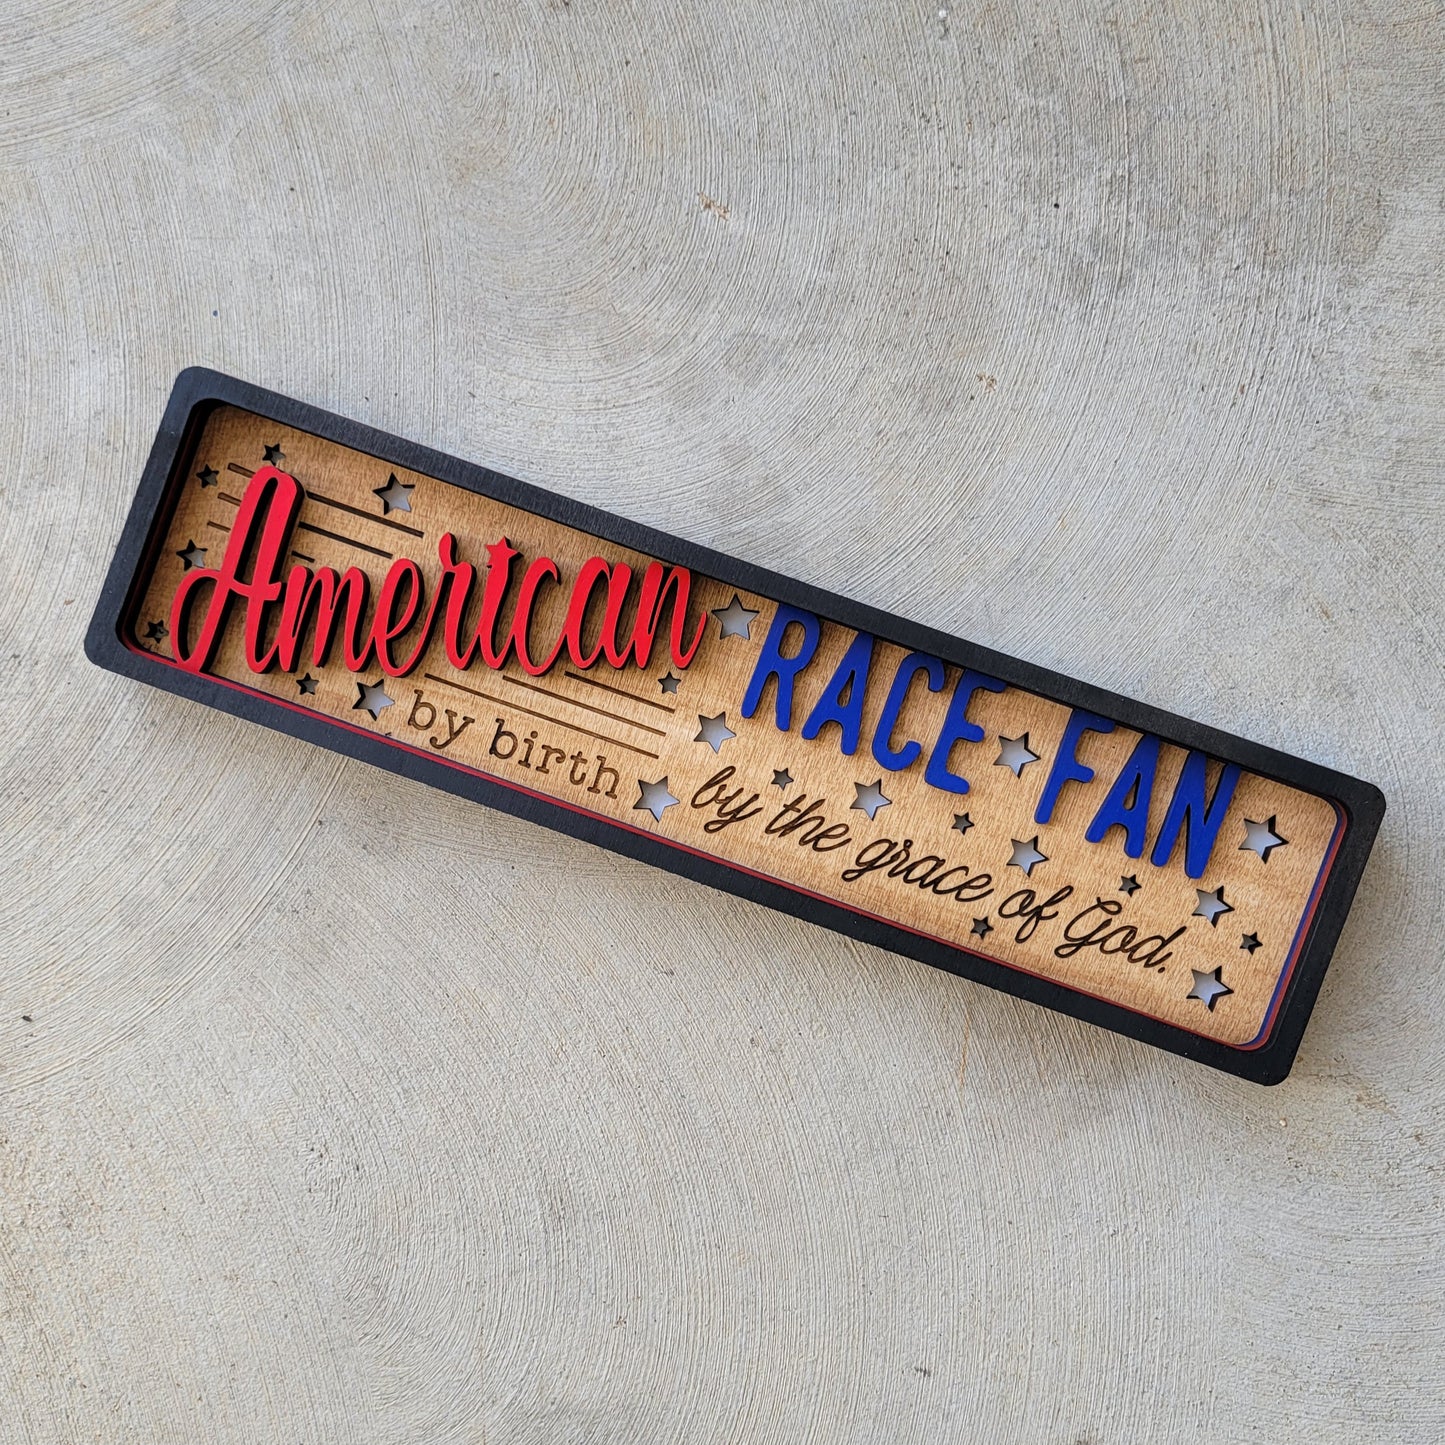 American
by birth
RACE FAN
by the grace of God.